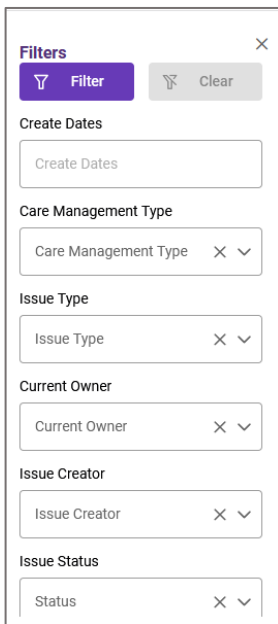 Filters
Filter Clear
Create Dates
Create Dates
Care Management Type
Care Management Type
Issue Type
Issue Type
Current Owner
Current Owner
Issue Creator
Issue Creator
Issue Status
Status